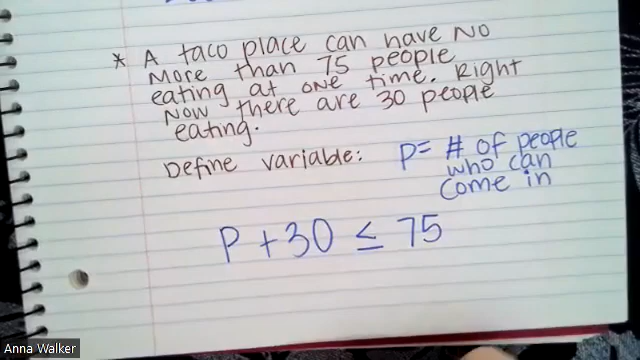 * A taco place can have No
More than 75 people
eating at one time. Right
Now there are 30 people
eating.
Define variable: p= # of people
who can
come in
P + 30 ≤ 75
Anna Walker